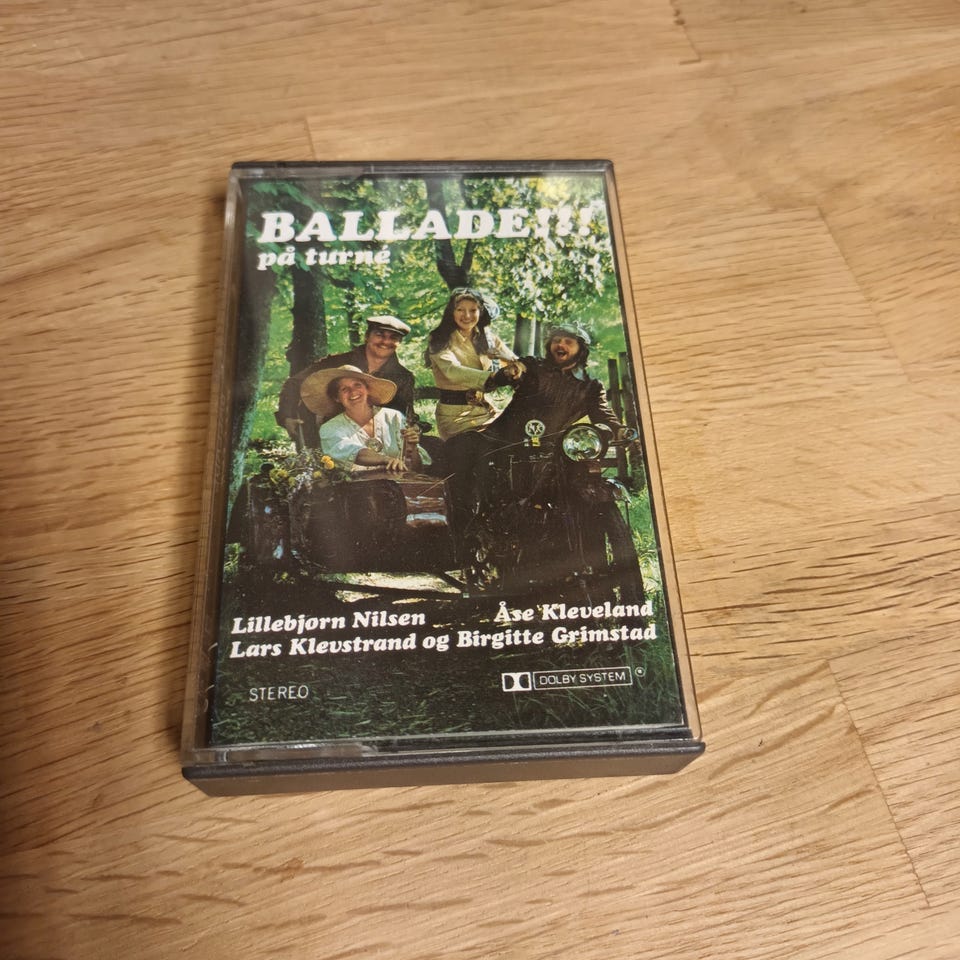 BALLADE!!!
på turné
Lillebjørn Nilsen Åse Kleveland
Lars Klevstrand og Birgitte Grimstad
STEREO DOLBY SYSTEM